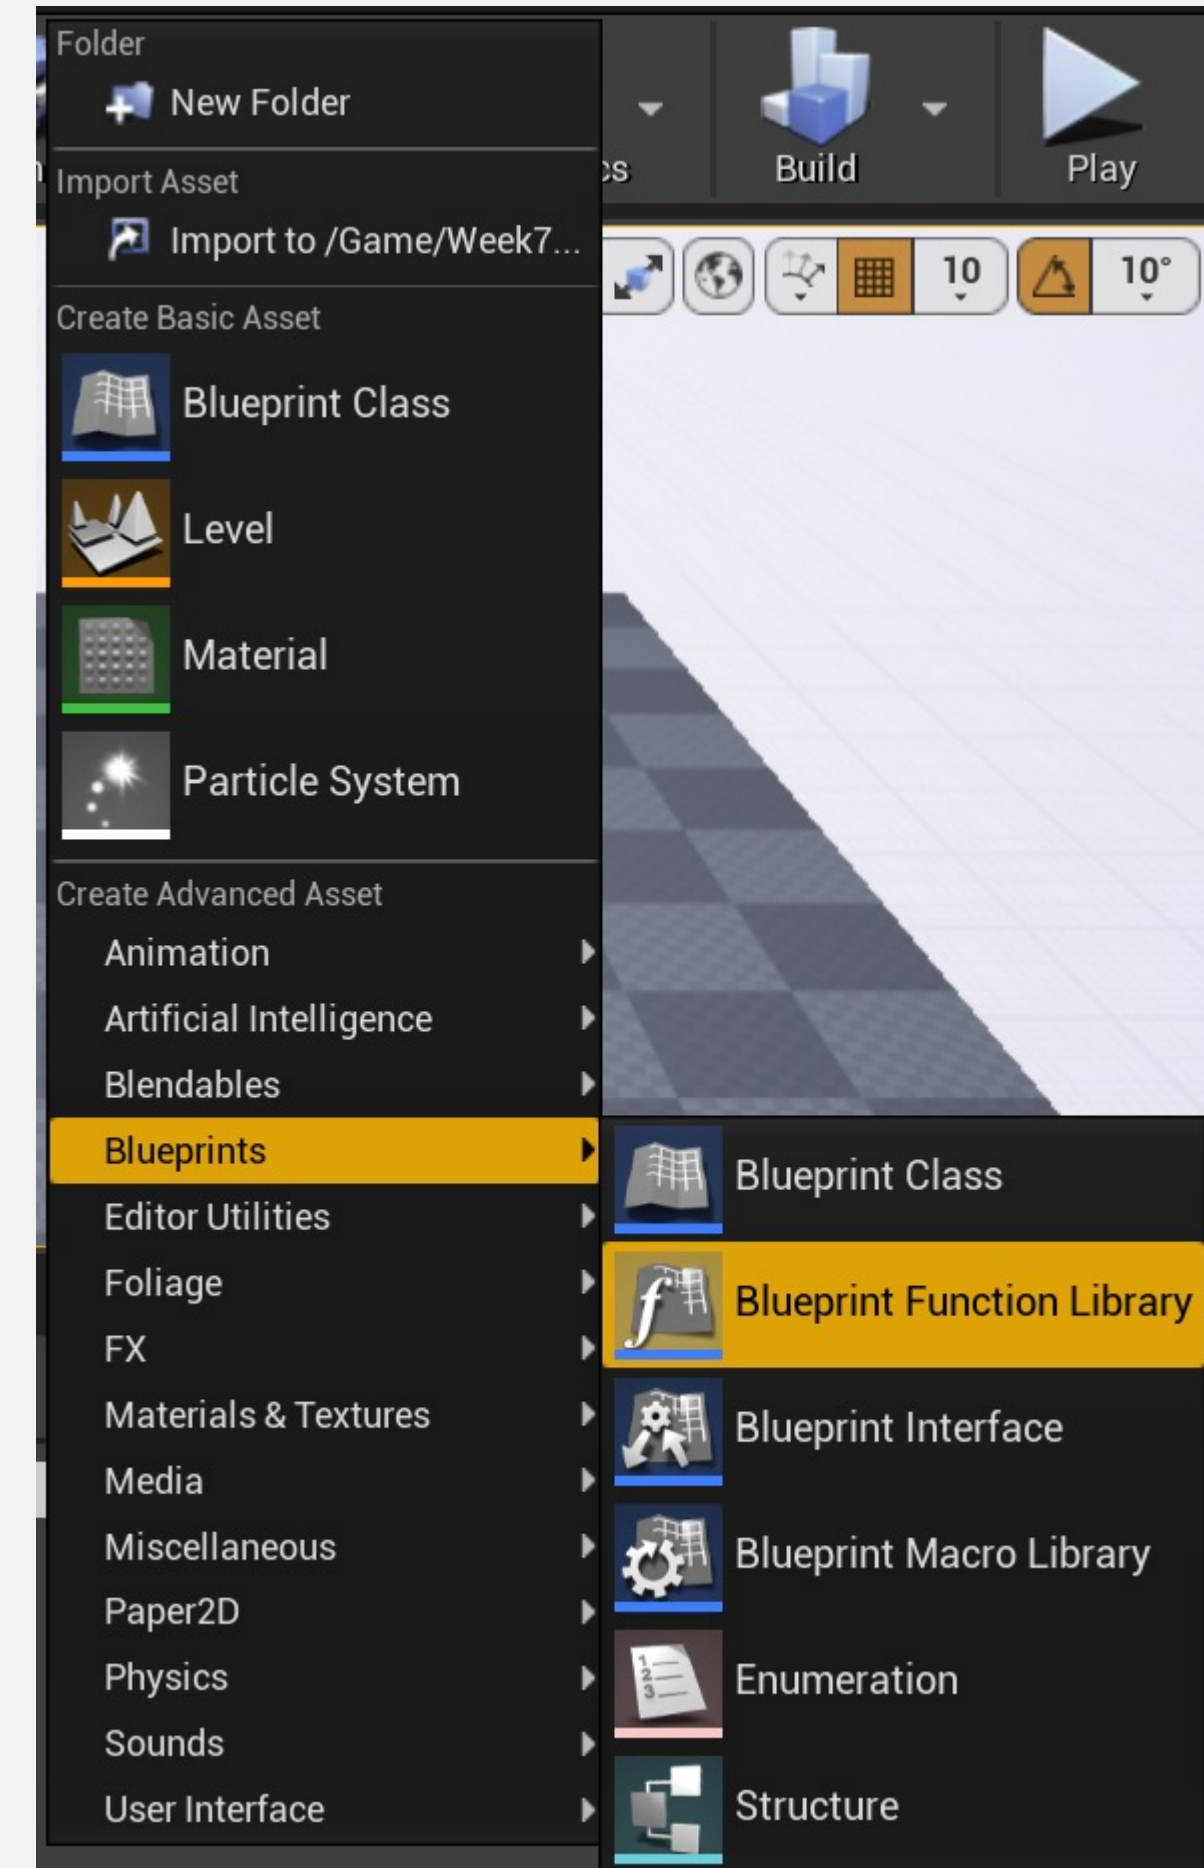 Folder
New Folder
Import Asset
Import to /Game/Week7...
Create Basic Asset
Blueprint Class
Level
Material
Particle System
Create Advanced Asset
Animation
Artificial Intelligence
Blendables
Blueprints
Editor Utilities
Foliage
FX
Materials & Textures
Media
Miscellaneous
Paper2D
Physics
Sounds
User Interface
Build
Play
10
10°
Blueprint Class
Blueprint Function Library
Blueprint Interface
Blueprint Macro Library
Enumeration
Structure